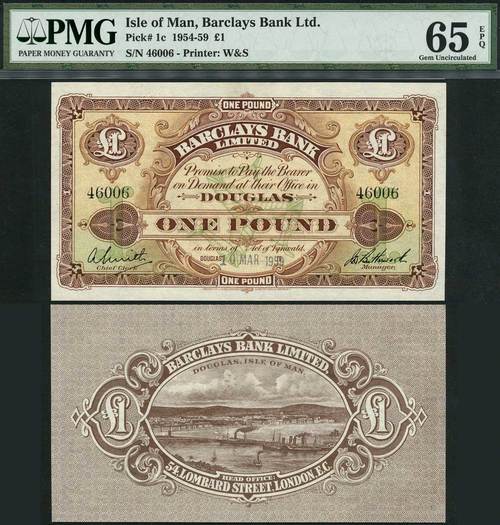 PMG
PAPER MONEY GUARANTY
Isle of Man, Barclays Bank Ltd.
Pick# 1c 1954-59 £1
S/N 46006 - Printer: W&S
65 EPQ
Gem Uncirculated
ONE POUND
BARCLAYS BANK
LIMITED
£1 £1
Promise to Pay the Bearer
on Demand at their Office in
46006 46006
DOUGLAS
ONE POUND
in terms of Act of Tynwald.
DOUGLAS 10 MAR 1959
Chief Clerk Manager.
ONE POUND
BARCLAYS BANK LIMITED.
DOUGLAS, ISLE OF MAN.
£1 £1
HEAD OFFICE:
54, LOMBARD STREET, LONDON, E.C.